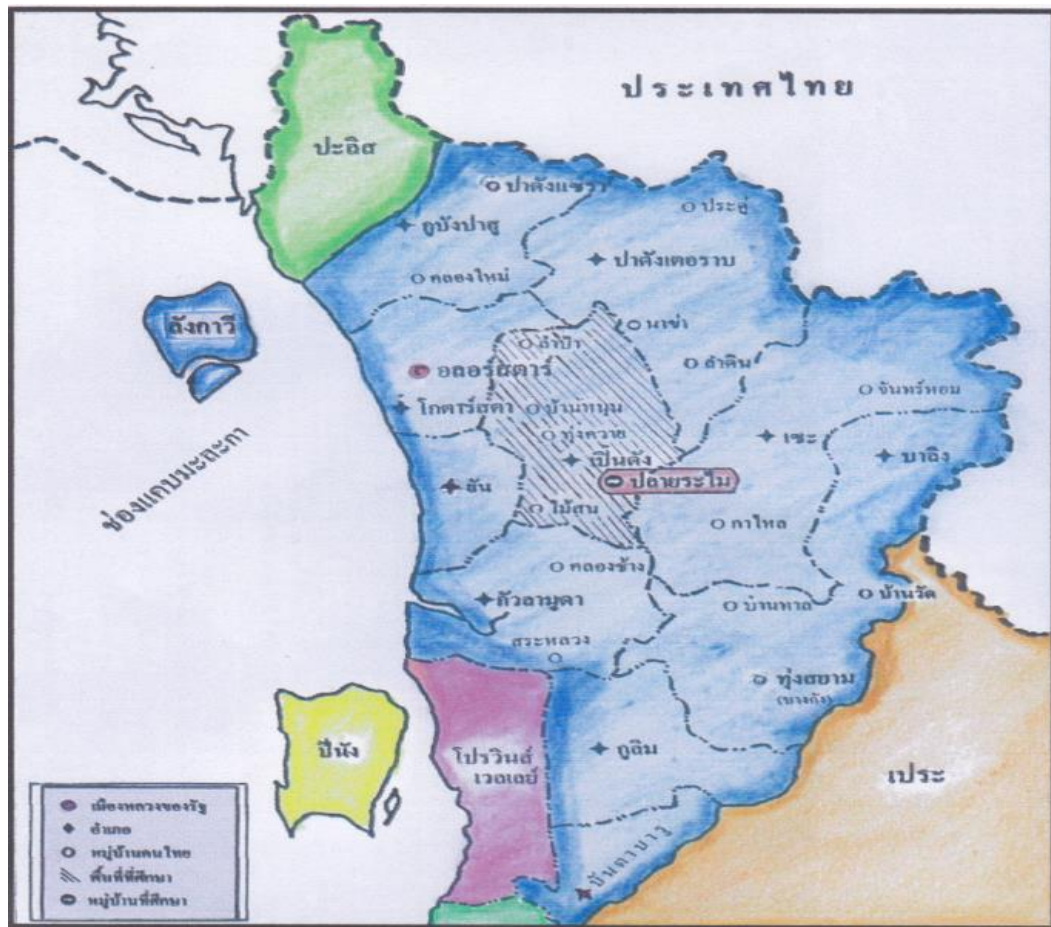 ประเทศไทย
ปะลิส
ปาดังแซรา
ประดู่
กูบังปาสู
ปาดังเตอราบ
คลองใหม่
ลังกาวี
นาข่า
ลำป่า
อลอร์สตาร์
ลำดิน
จันทร์หอม
โกตาร์สตา
บ้านหนุน
ทุ่งควาย
เซะ
บาลิง
เป็นดัง
ยัน
ปลายระไม
ช่องแคบมะละกา
ไม้สน
กาไหล
คลองช้าง
กัวลามูดา
บ้านหาด
บ้านวัด
สระหลวง
ทุ่งสยาม
(บางกัง)
ปีนัง
โปรวินส์
เวลเลย์
กูลิม
เประ
บันดาบารู
เมืองหลวงของรัฐ
อำเภอ
หมู่บ้านคนไทย
พื้นที่ที่ศึกษา
หมู่บ้านที่ศึกษา